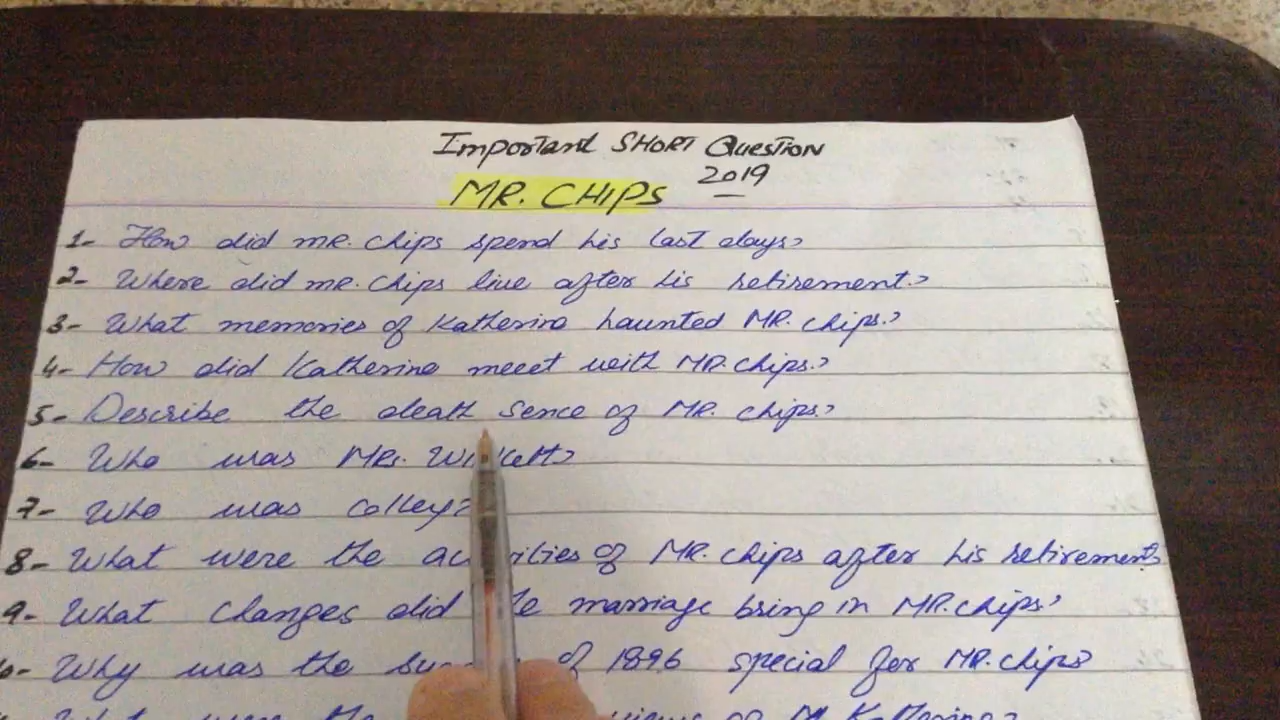 Important SHORT QUESTION
2019
MR. CHIPS
1- How did mr. chips spend his last days?
2- Where did mr. chips live after his retirement?
3- What memories of Katherine haunted MR. chips?
4- How did Katherine meet with MR. chips?
5- Describe the death sence of MR. chips?
6- Who was Mrs.
7- Who was colley?
8- What were the of MR. chips after his retirement?
9- What changes did marriage bring in MR. chips?
Why was the of 1896 special for MR. chips?